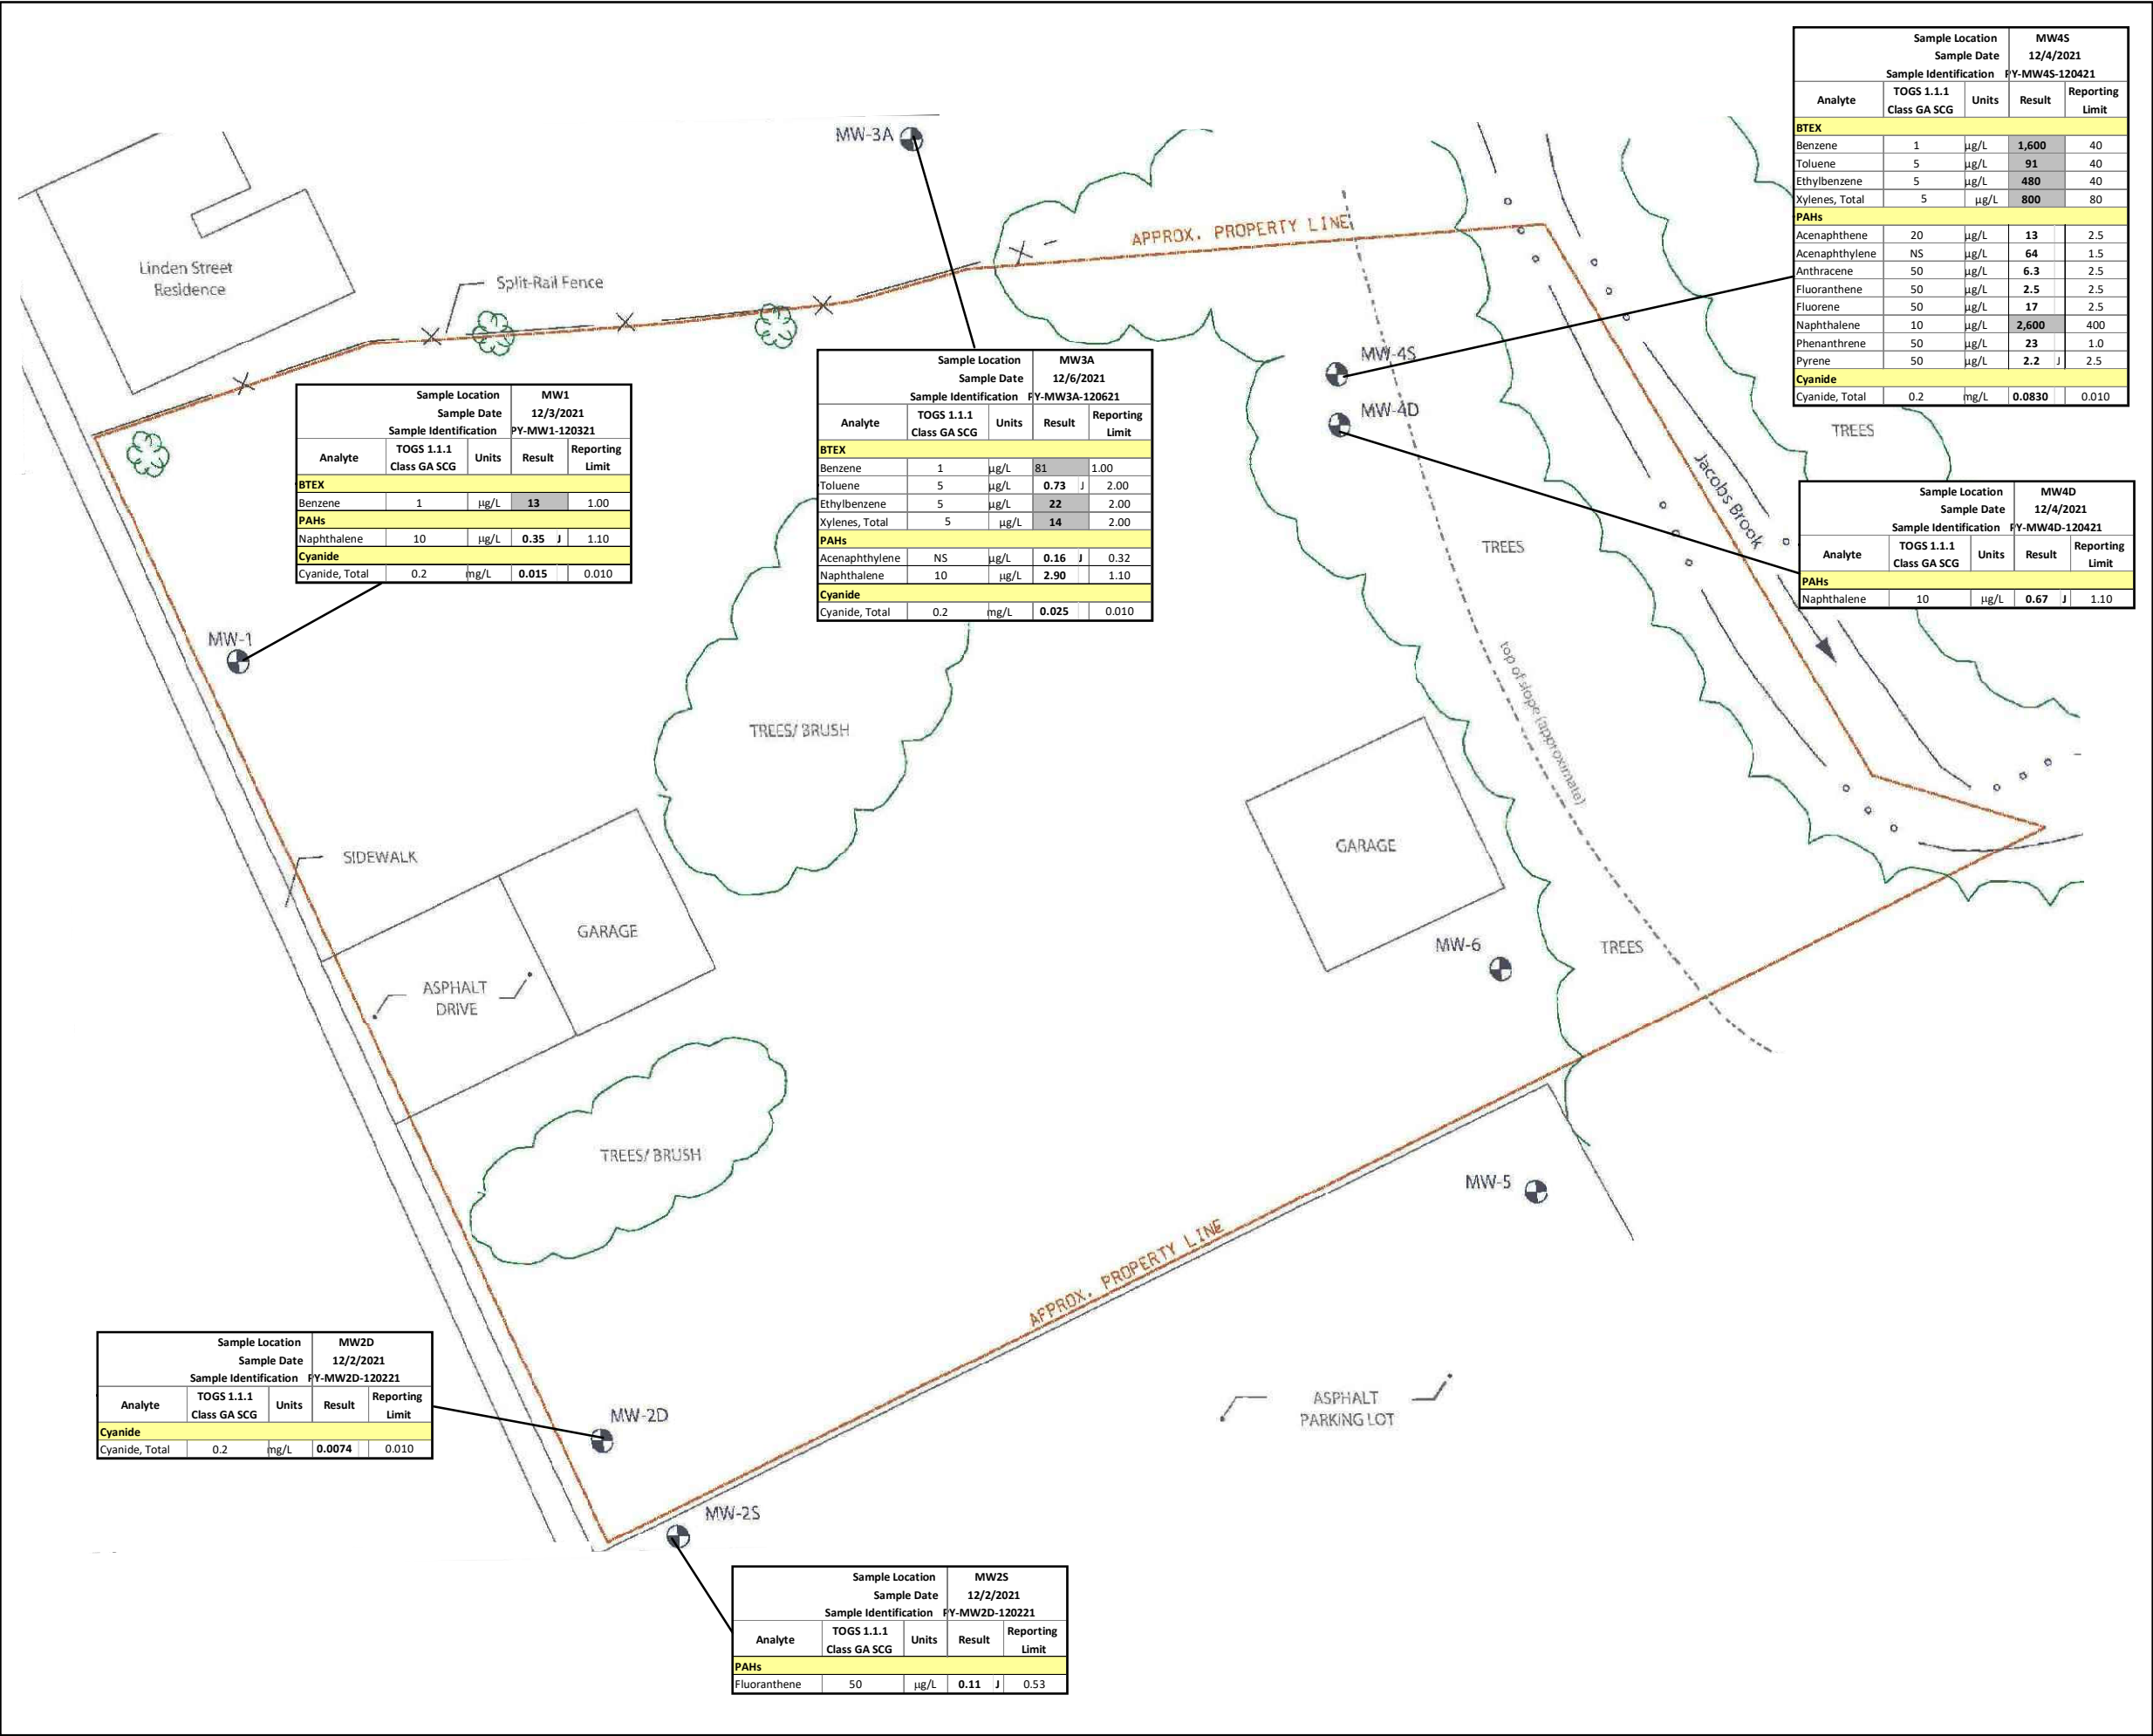 Sample Location MW4S
Sample Date 12/4/2021
Sample Identification PY-MW4S-120421
Analyte TOGS 1.1.1 Class GA SCG Units Result Reporting Limit
BTEX
Benzene 1 µg/L 1,600 40
Toluene 5 µg/L 91 40
Ethylbenzene 5 µg/L 480 40
Xylenes, Total 5 µg/L 800 80
PAHs
Acenaphthene 20 µg/L 13 2.5
Acenaphthylene NS µg/L 64 1.5
Anthracene 50 µg/L 6.3 2.5
Fluoranthene 50 µg/L 2.5 2.5
Fluorene 50 µg/L 17 2.5
Naphthalene 10 µg/L 2,600 400
Phenanthrene 50 µg/L 23 1.0
Pyrene 50 µg/L 2.2 J 2.5
Cyanide
Cyanide, Total 0.2 mg/L 0.0830 0.010
MW-3A
APPROX. PROPERTY LINE
Linden Street
Residence
Split-Rail Fence
Sample Location MW1
Sample Date 12/3/2021
Sample Identification PY-MW1-120321
Analyte TOGS 1.1.1 Class GA SCG Units Result Reporting Limit
BTEX
Benzene 1 µg/L 13 1.00
PAHs
Naphthalene 10 µg/L 0.35 J 1.10
Cyanide
Cyanide, Total 0.2 mg/L 0.015 0.010
Sample Location MW3A
Sample Date 12/6/2021
Sample Identification PY-MW3A-120621
Analyte TOGS 1.1.1 Class GA SCG Units Result Reporting Limit
BTEX
Benzene 1 µg/L 81 1.00
Toluene 5 µg/L 0.73 J 2.00
Ethylbenzene 5 µg/L 22 2.00
Xylenes, Total 5 µg/L 14 2.00
PAHs
Acenaphthylene NS µg/L 0.16 J 0.32
Naphthalene 10 µg/L 2.90 1.10
Cyanide
Cyanide, Total 0.2 mg/L 0.025 0.010
MW-4S
MW-4D
TREES
Jacobs Brook
TREES
Sample Location MW4D
Sample Date 12/4/2021
Sample Identification PY-MW4D-120421
Analyte TOGS 1.1.1 Class GA SCG Units Result Reporting Limit
PAHs
Naphthalene 10 µg/L 0.67 J 1.10
MW-1
top of slope (approximate)
TREES/ BRUSH
SIDEWALK
GARAGE
GARAGE
MW-6
TREES
ASPHALT
DRIVE
TREES/ BRUSH
MW-5
APPROX. PROPERTY LINE
Sample Location MW2D
Sample Date 12/2/2021
Sample Identification PY-MW2D-120221
Analyte TOGS 1.1.1 Class GA SCG Units Result Reporting Limit
Cyanide
Cyanide, Total 0.2 mg/L 0.0074 0.010
MW-2D
ASPHALT
PARKING LOT
MW-2S
Sample Location MW2S
Sample Date 12/2/2021
Sample Identification PY-MW2D-120221
Analyte TOGS 1.1.1 Class GA SCG Units Result Reporting Limit
PAHs
Fluoranthene 50 µg/L 0.11 J 0.53